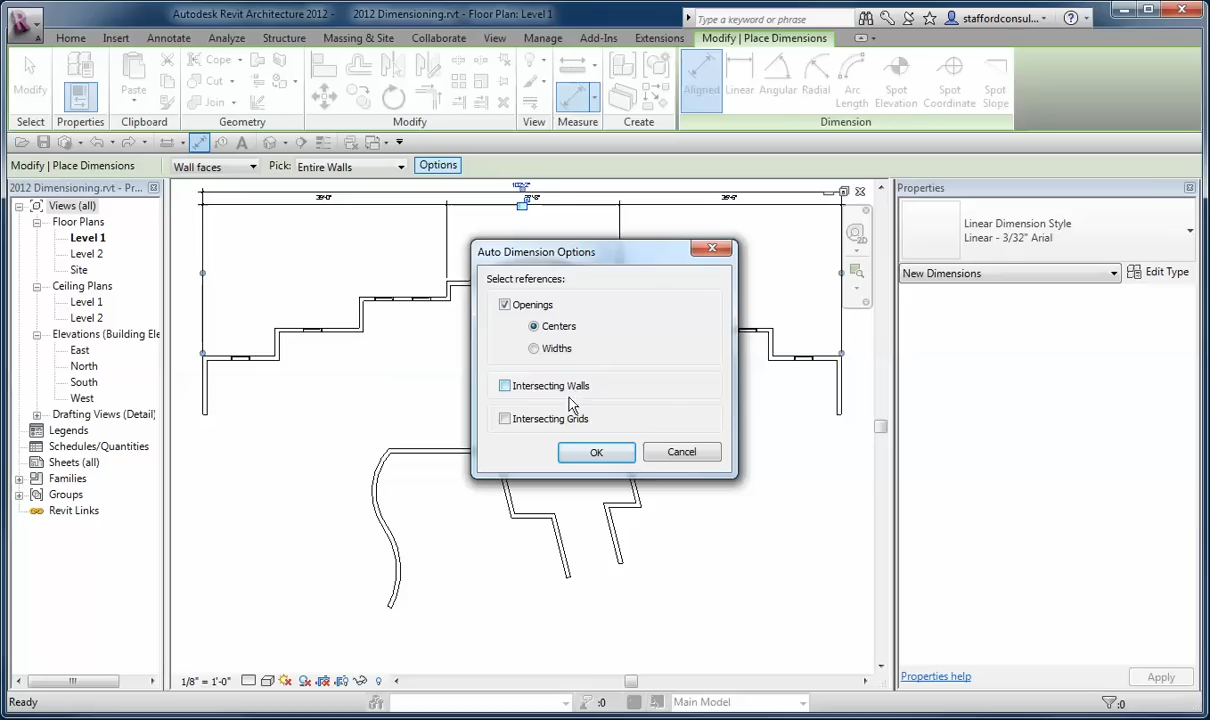 Autodesk Revit Architecture 2012 - 2012 Dimensioning.rvt - Floor Plan: Level 1
Type a keyword or phrase
staffordconsul...
Home Insert Annotate Analyze Structure Massing & Site Collaborate View Manage Add-Ins Extensions Modify | Place Dimensions
Cope
Cut
Join
Modify
Paste
Aligned Linear Angular Radial Arc Length Spot Elevation Spot Coordinate Spot Slope
Select Properties Clipboard Geometry Modify View Measure Create Dimension
Modify | Place Dimensions Wall faces Pick: Entire Walls Options
2012 Dimensioning.rvt - Pr...
Views (all)
Floor Plans
Level 1
Level 2
Site
Ceiling Plans
Level 1
Level 2
Elevations (Building Ele
East
North
South
West
Drafting Views (Detail)
Legends
Schedules/Quantities
Sheets (all)
Families
Groups
Revit Links
Auto Dimension Options
Select references:
Openings
Centers
Widths
Intersecting Walls
Intersecting Grids
OK Cancel
2D
Properties
Linear Dimension Style
Linear - 3/32" Arial
New Dimensions Edit Type
Properties help Apply
1/8" = 1'-0"
Ready :0 Main Model :0